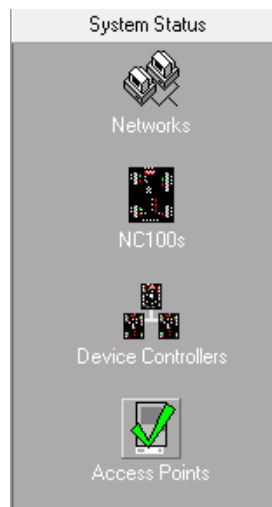 System Status
Networks
NC100s
Device Controllers
Access Points